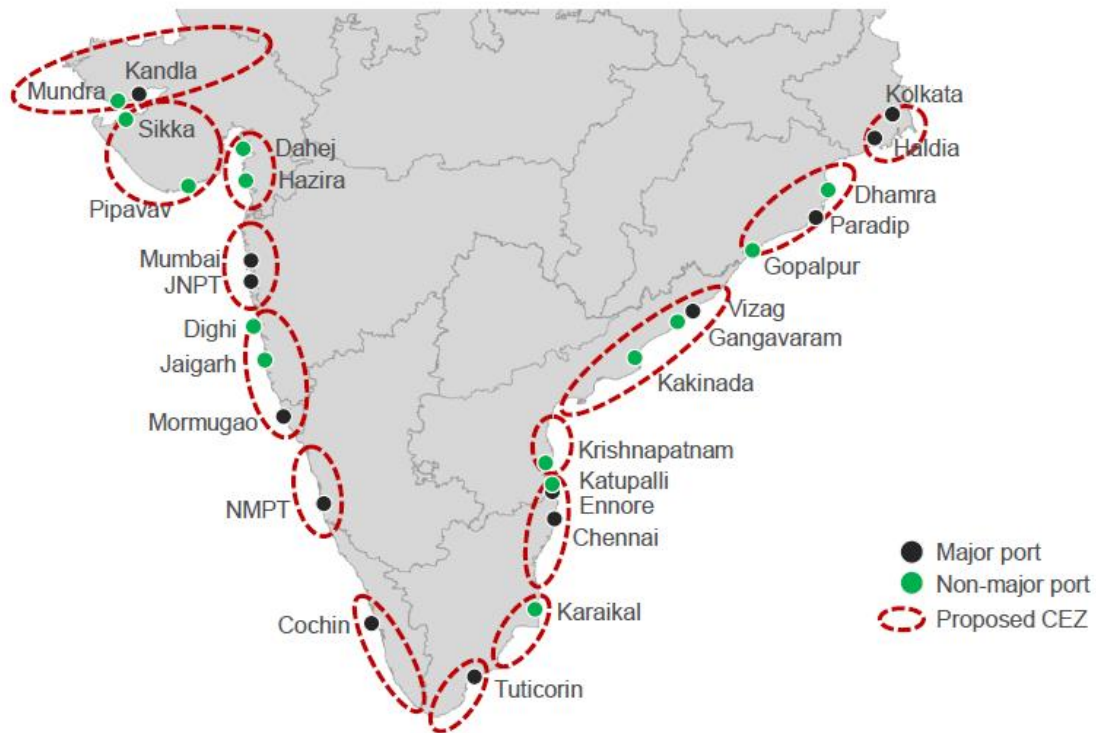 Kandla
Mundra
Sikka
Pipavav
Dahej
Hazira
Mumbai
JNPT
Dighi
Jaigarh
Mormugao
NMPT
Cochin
Kolkata
Haldia
Dhamra
Paradip
Gopalpur
Vizag
Gangavaram
Kakinada
Krishnapatnam
Katupalli
Ennore
Chennai
Karaikal
Tuticorin
Major port
Non-major port
Proposed CEZ